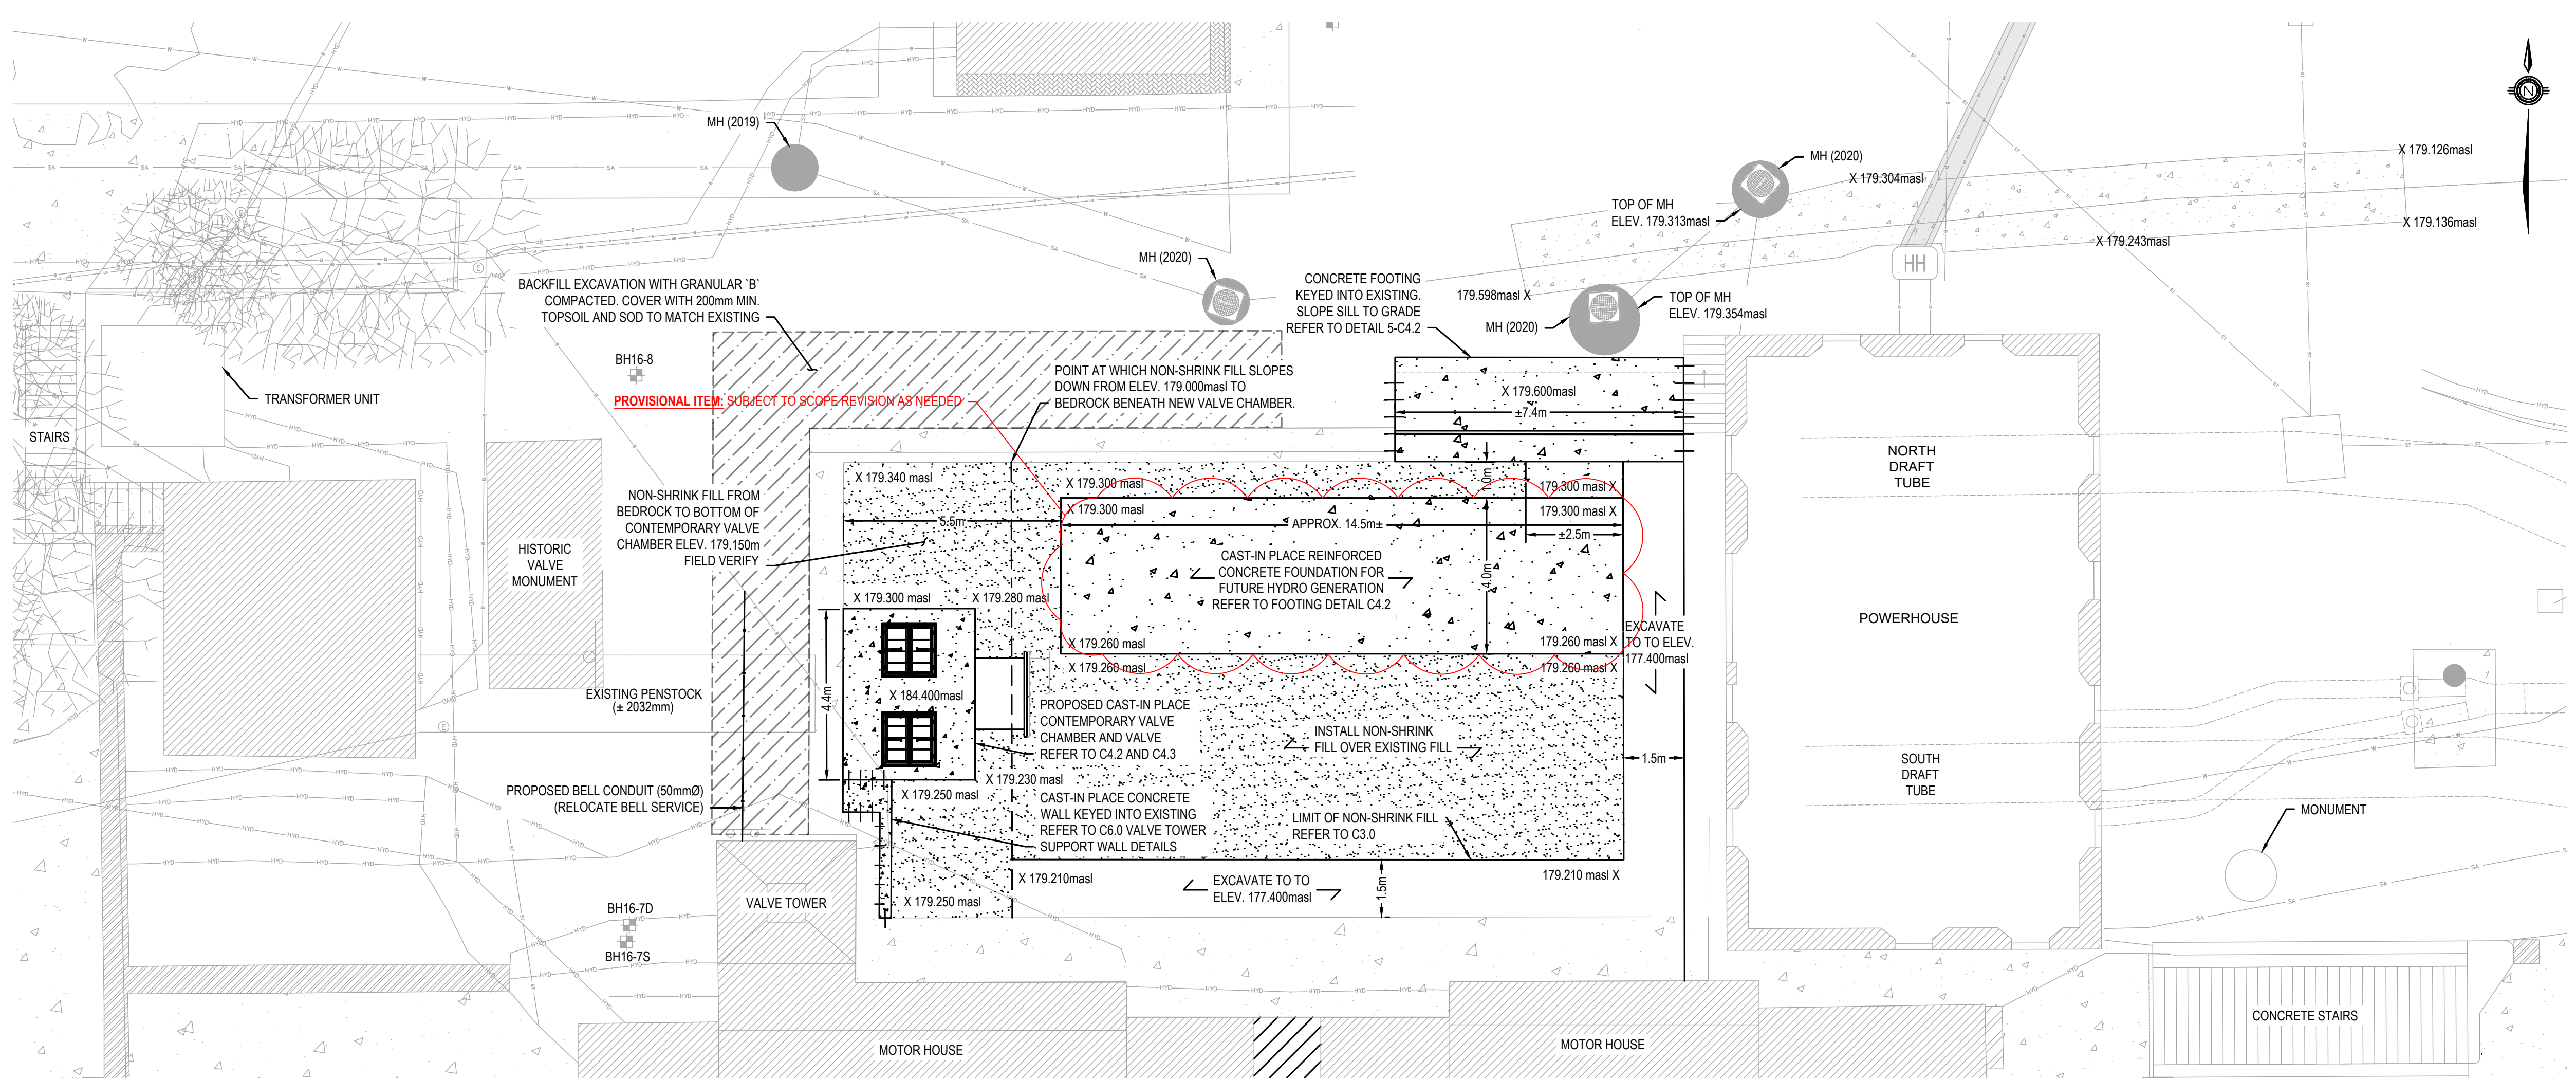 MH (2019)
MH (2020)
X 179.304masl
X 179.126masl
TOP OF MH
ELEV. 179.313masl
X 179.136masl
X 179.243masl
HH
N
MH (2020)
BACKFILL EXCAVATION WITH GRANULAR `B`
COMPACTED. COVER WITH 200mm MIN.
TOPSOIL AND SOD TO MATCH EXISTING
CONCRETE FOOTING
KEYED INTO EXISTING.
SLOPE SILL TO GRADE
REFER TO DETAIL 5-C4.2
179.598masl X
MH (2020)
TOP OF MH
ELEV. 179.354masl
BH16-8
TRANSFORMER UNIT
STAIRS
PROVISIONAL ITEM: SUBJECT TO SCOPE REVISION AS NEEDED
POINT AT WHICH NON-SHRINK FILL SLOPES
DOWN FROM ELEV. 179.000masl TO
BEDROCK BENEATH NEW VALVE CHAMBER.
X 179.600masl
±7.4m
NORTH
DRAFT
TUBE
X 179.340 masl
X 179.300 masl
1.0m
179.300 masl X
X 179.300 masl
179.300 masl X
NON-SHRINK FILL FROM
BEDROCK TO BOTTOM OF
CONTEMPORARY VALVE
CHAMBER ELEV. 179.150m
FIELD VERIFY
5.5m
APPROX. 14.5m±
±2.5m
HISTORIC
VALVE
MONUMENT
CAST-IN PLACE REINFORCED
CONCRETE FOUNDATION FOR
FUTURE HYDRO GENERATION
REFER TO FOOTING DETAIL C4.2
4.0m
X 179.300 masl
X 179.280 masl
POWERHOUSE
EXCAVATE
TO TO ELEV.
177.400masl
X 179.260 masl
179.260 masl X
X 179.260 masl
179.260 masl X
EXISTING PENSTOCK
(± 2032mm)
4.4m
X 184.400masl
PROPOSED CAST-IN PLACE
CONTEMPORARY VALVE
CHAMBER AND VALVE
REFER TO C4.2 AND C4.3
INSTALL NON-SHRINK
FILL OVER EXISTING FILL
1.5m
SOUTH
DRAFT
TUBE
X 179.230 masl
X 179.250 masl
PROPOSED BELL CONDUIT (50mmØ)
(RELOCATE BELL SERVICE)
CAST-IN PLACE CONCRETE
WALL KEYED INTO EXISTING
REFER TO C6.0 VALVE TOWER
SUPPORT WALL DETAILS
LIMIT OF NON-SHRINK FILL
REFER TO C3.0
MONUMENT
X 179.210masl
179.210 masl X
EXCAVATE TO TO
ELEV. 177.400masl
1.5m
VALVE TOWER
X 179.250 masl
BH16-7D
BH16-7S
MOTOR HOUSE
MOTOR HOUSE
CONCRETE STAIRS